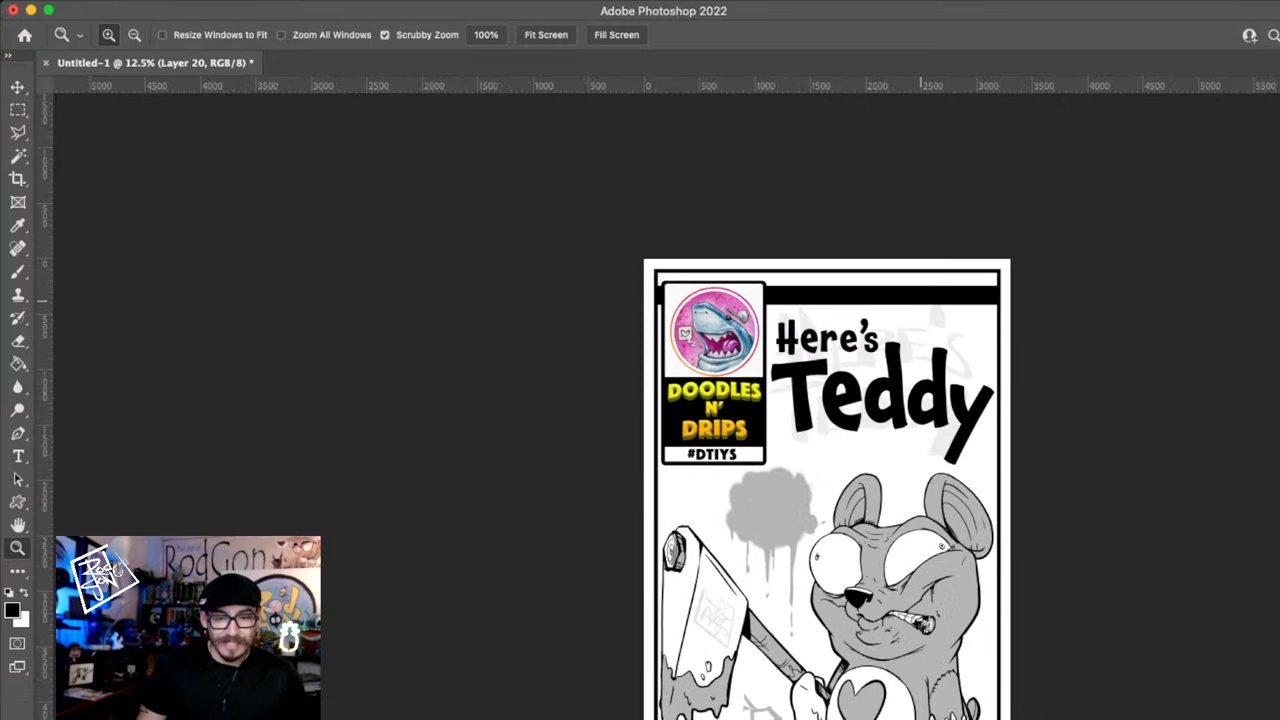 Adobe Photoshop 2022
Resize Windows to Fit Zoom All Windows Scrubby Zoom 100% Fit Screen Fill Screen
Untitled-1 @ 12.5% (Layer 20, RGB/8) *
5000 4500 4000 3500 3000 2500 2000 1500 1000 500 0 500 1000 1500 2000 2500 3000 3500 4000 4500 5000 5500
Here's
Teddy
DOODLES
N'
DRIPS
#DTIYS
RodGon